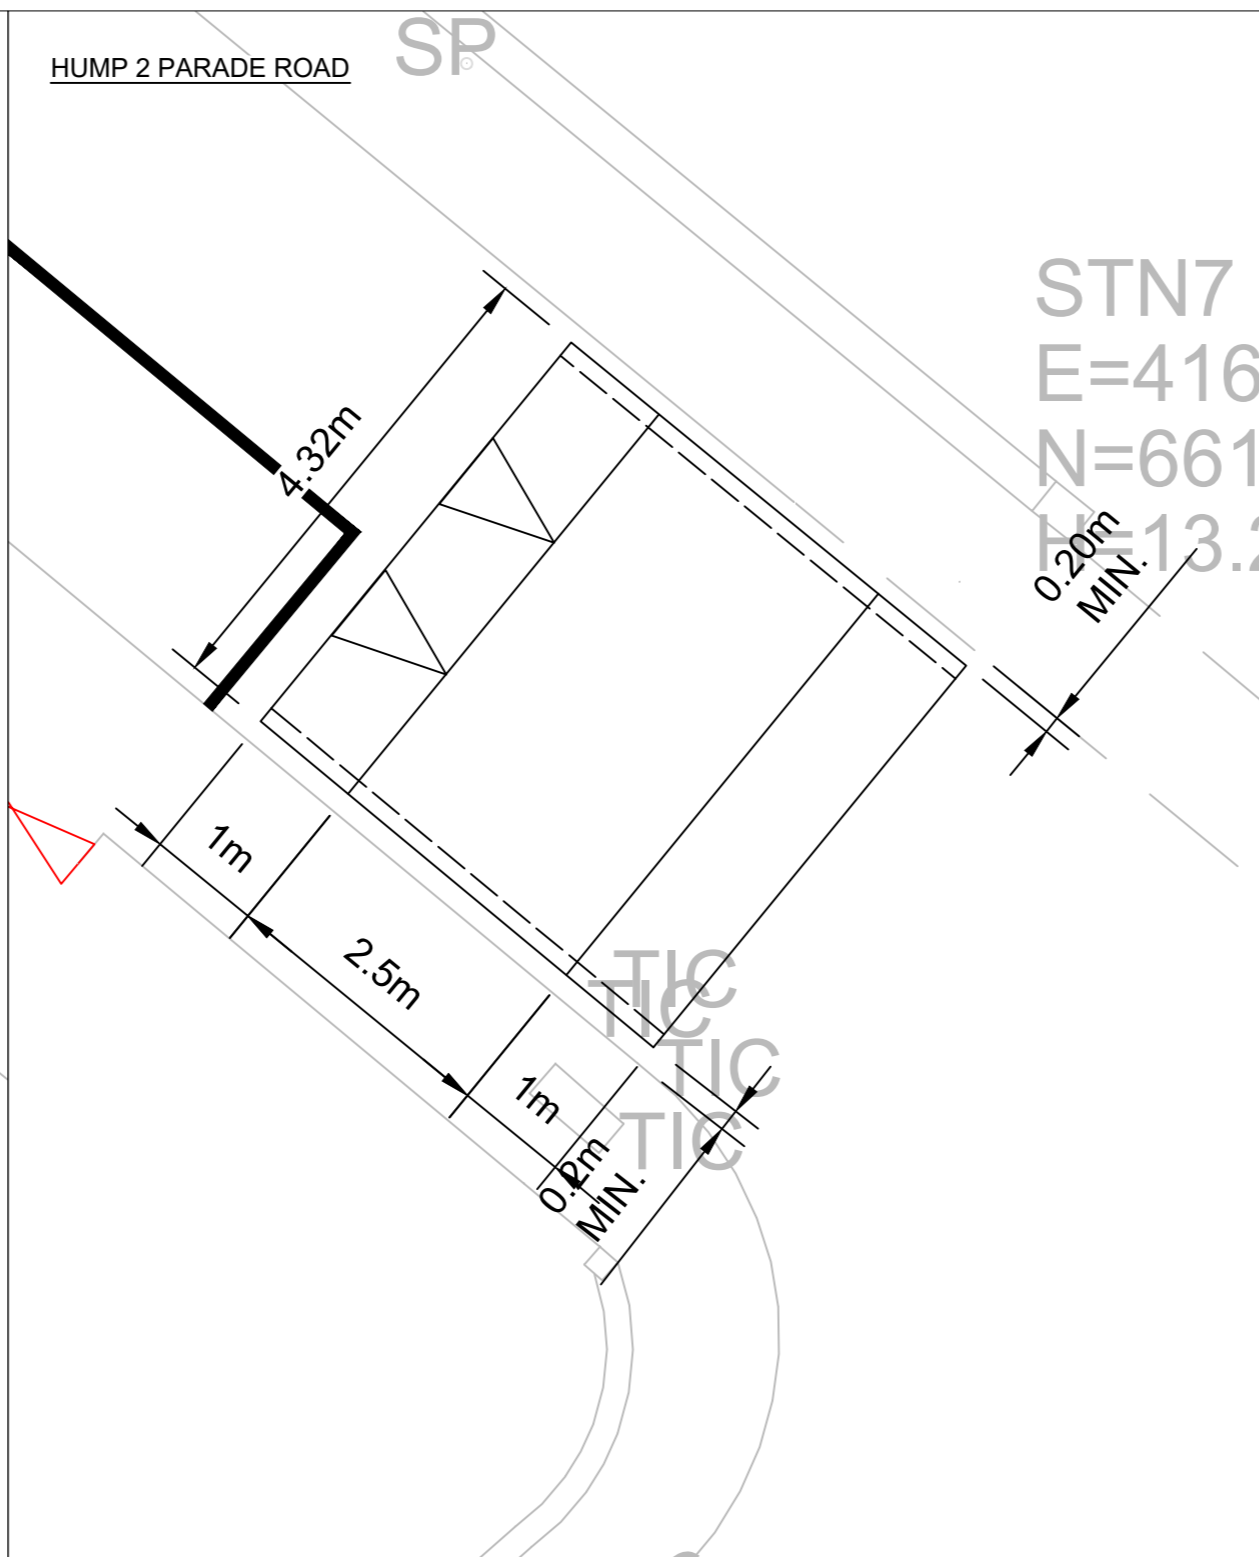 HUMP 2 PARADE ROAD
SP
STN7
E=416
N=661
H=13.2
4.32m
0.20m
MIN.
1m
2.5m
1m
0.2m
MIN.
TIC
TIC
TIC
TIC